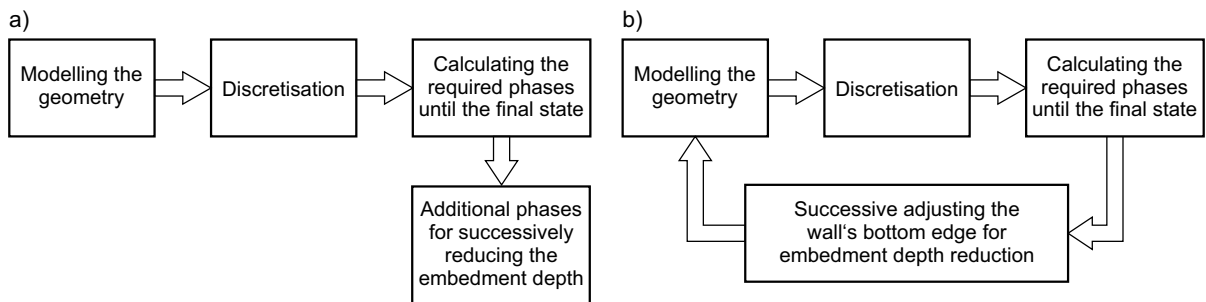 a)
Modelling the
geometry
Discretisation
Calculating the
required phases
until the final state
Additional phases
for successively
reducing the
embedment depth
b)
Modelling the
geometry
Discretisation
Calculating the
required phases
until the final state
Successive adjusting the
wall‘s bottom edge for
embedment depth reduction